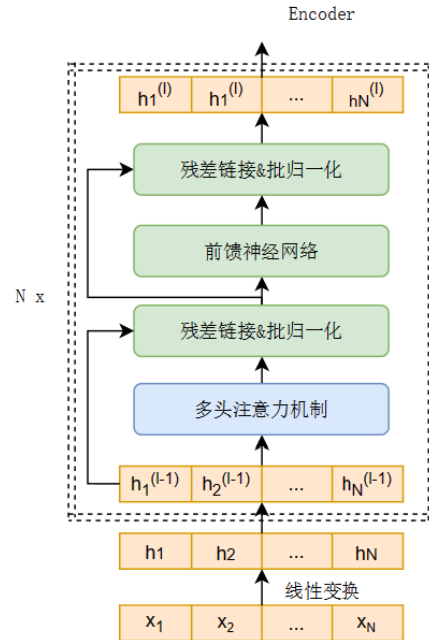 Encoder
h1^(l) h1^(l) ... hN^(l)
残差链接&批归一化
前馈神经网络
N x
残差链接&批归一化
多头注意力机制
h₁^(l-1) h₂^(l-1) ... h_N^(l-1)
h1 h2 ... hN
线性变换
x₁ x₂ ... x_N